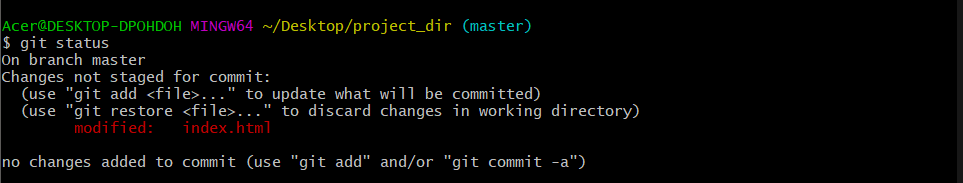 Acer@DESKTOP-DPOHDOH MINGW64 ~/Desktop/project_dir (master)
$ git status
On branch master
Changes not staged for commit:
  (use "git add <file>..." to update what will be committed)
  (use "git restore <file>..." to discard changes in working directory)
        modified:   index.html

no changes added to commit (use "git add" and/or "git commit -a")